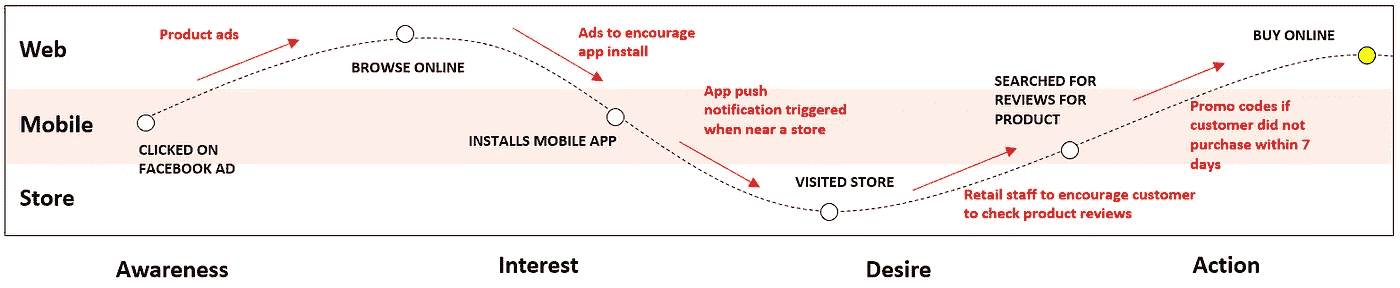 Web
Product ads
BROWSE ONLINE
Ads to encourage
app install
BUY ONLINE
Mobile
CLICKED ON
FACEBOOK AD
INSTALLS MOBILE APP
App push
notification triggered
when near a store
SEARCHED FOR
REVIEWS FOR
PRODUCT
Promo codes if
customer did not
purchase within 7
days
Store
VISITED STORE
Retail staff to encourage customer
to check product reviews
Awareness
Interest
Desire
Action